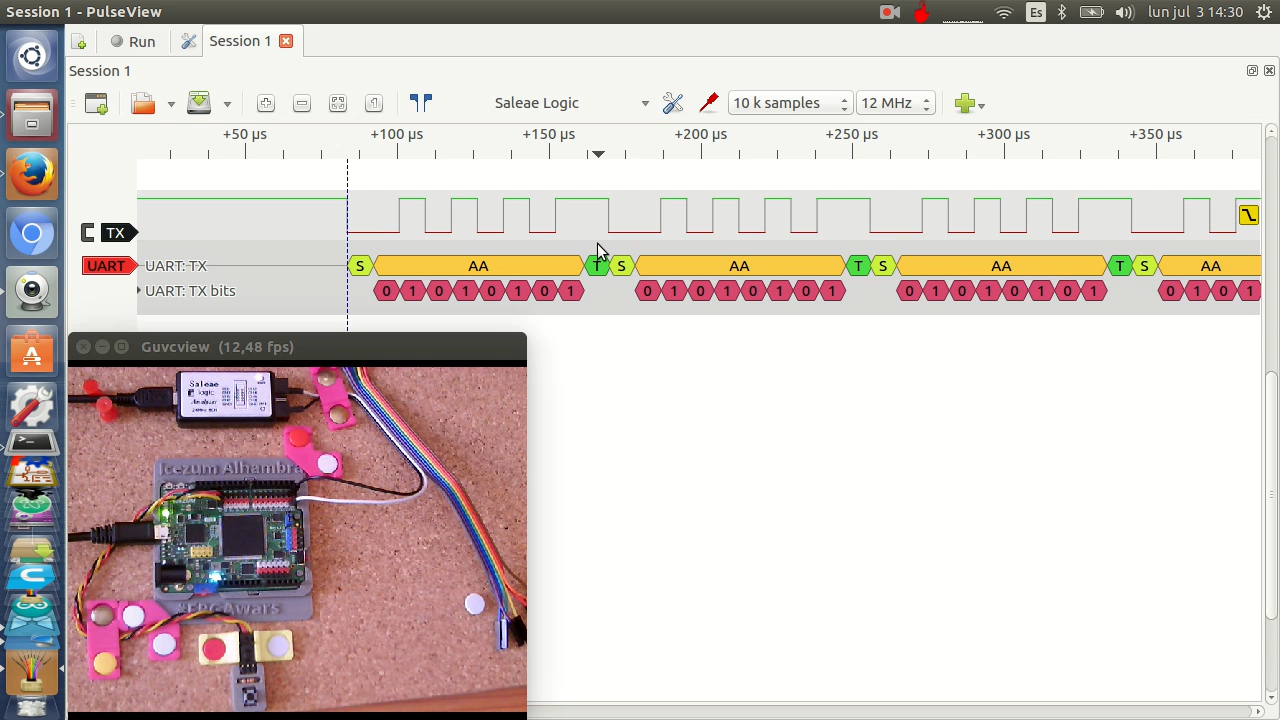 Session 1 - PulseView
Es
lun jul 3 14:30
Run
Session 1
Session 1
Saleae Logic
10 k samples
12 MHz
+50 µs +100 µs +150 µs +200 µs +250 µs +300 µs +350 µs
TX
UART
UART: TX
S AA T S AA T S AA T S AA
UART: TX bits
0 1 0 1 0 1 0 1 0 1 0 1 0 1 0 1 0 1 0 1 0 1 0 1 0 1 0 1
Guvcview (12,48 fps)
Saleae
logic
Icezum Alhambra